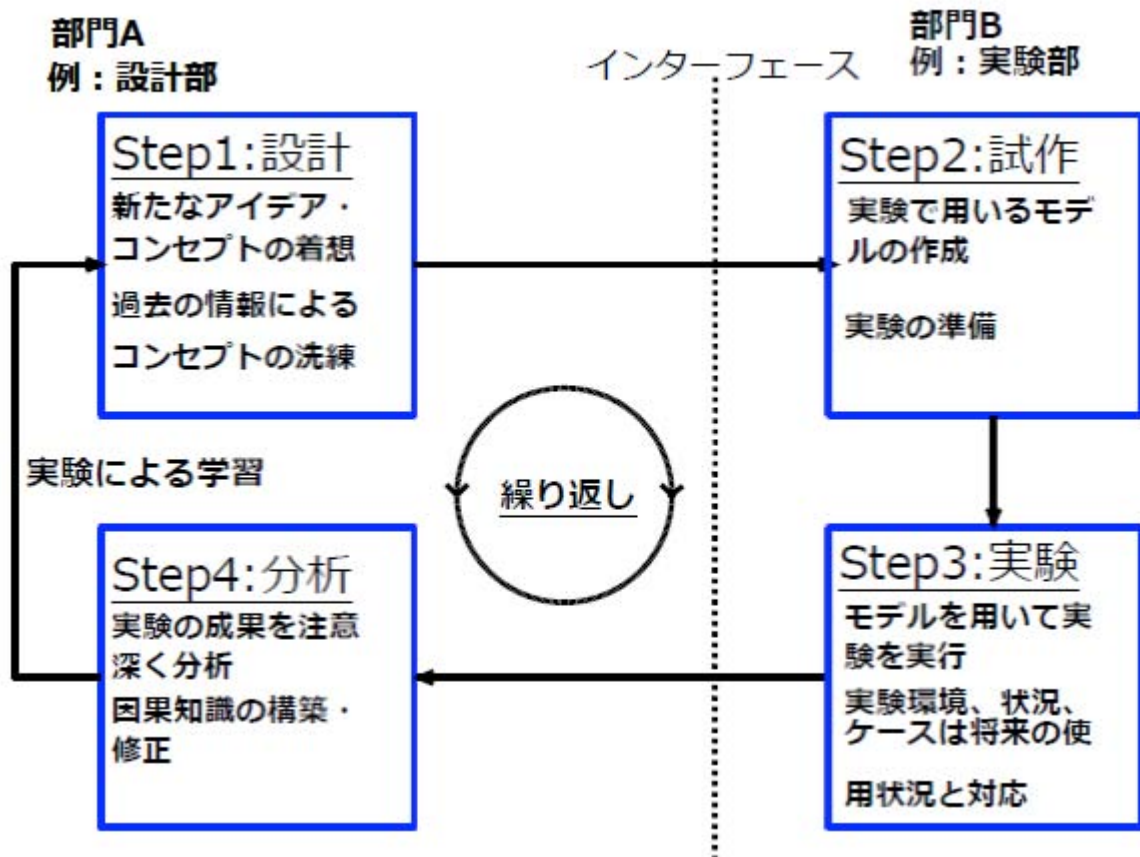 部門A
例：設計部
インターフェース
部門B
例：実験部
Step1:設計
新たなアイデア・
コンセプトの着想
過去の情報による
コンセプトの洗練
Step2:試作
実験で用いるモデ
ルの作成
実験の準備
実験による学習
繰り返し
Step4:分析
実験の成果を注意
深く分析
因果知識の構築・
修正
Step3:実験
モデルを用いて実
験を実行
実験環境、状況、
ケースは将来の使
用状況と対応